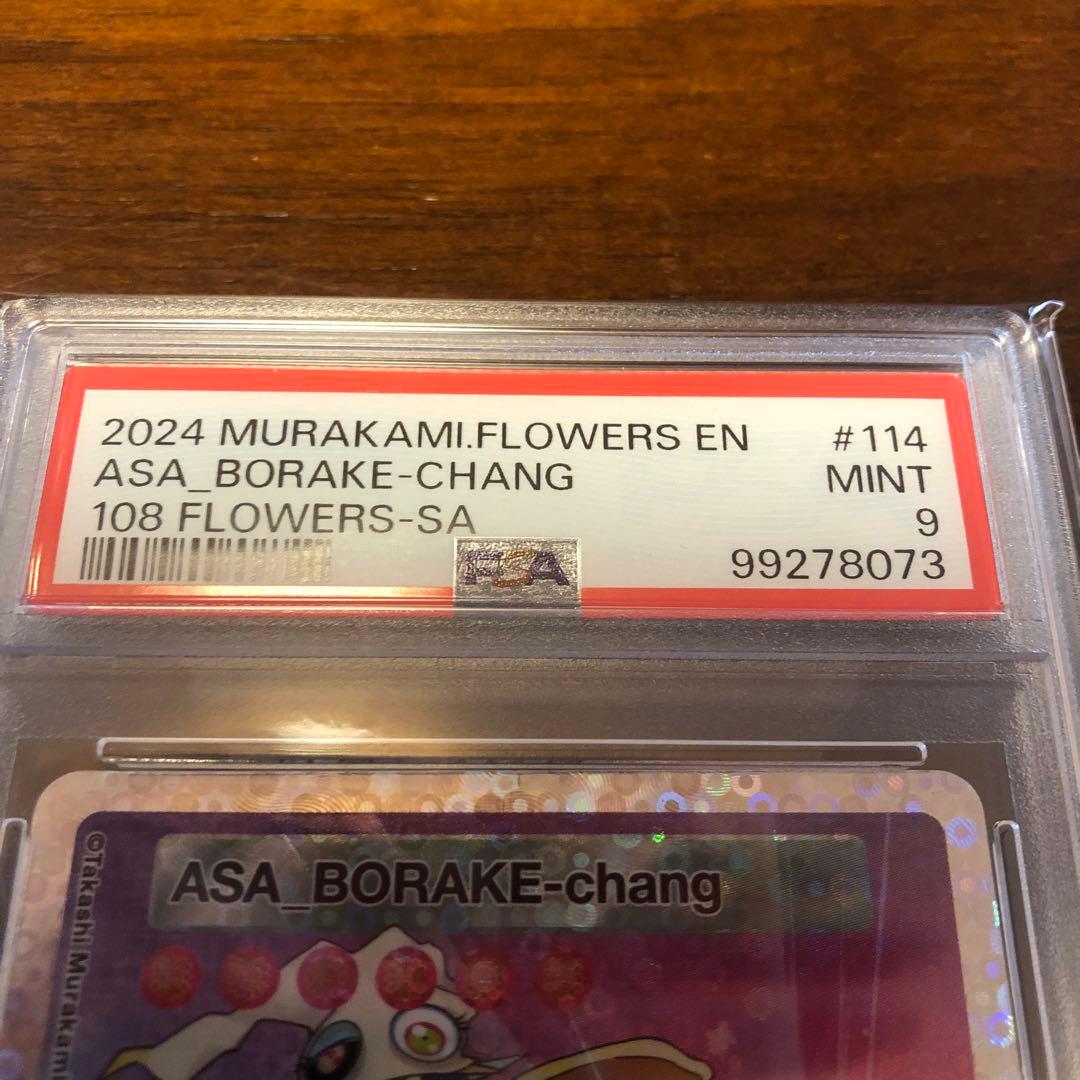 2024 MURAKAMI.FLOWERS EN #114
ASA_BORAKE-CHANG MINT
108 FLOWERS-SA 9
PSA 99278073
ASA_BORAKE-chang
©Takashi Murakami